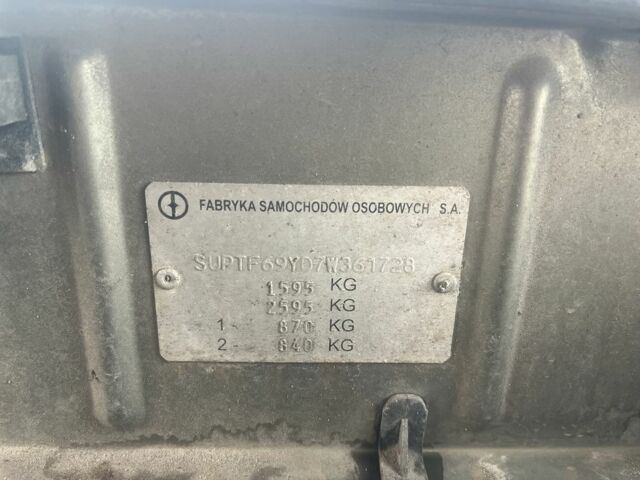 FABRYKA SAMOCHODÓW OSOBOWYCH S.A.
SUPTF69YD7W361728
1595 KG
2595 KG
1 - 870 KG
2 - 840 KG